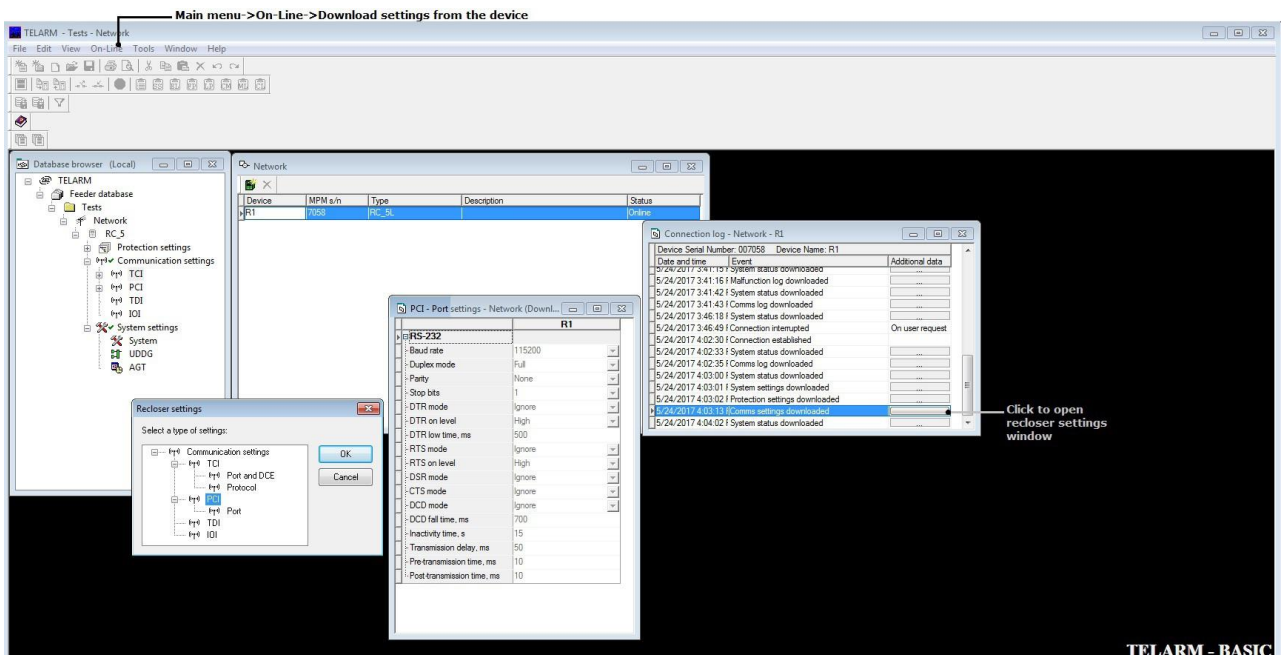 Main menu->On-Line->Download settings from the device
TELARM - Tests - Network
File Edit View On-Line Tools Window Help
Database browser (Local)
TELARM
Feeder database
Tests
Network
RC_5
Protection settings
Communication settings
TCI
PCI
TDI
IOI
System settings
System
UDDG
AGT
Network
Device MPM s/n Type Description Status
R1 7058 RC_5L Online
Connection log - Network - R1
Device Serial Number: 007058 Device Name: R1
Date and time Event Additional data
5/24/2017 3:41:15 System status downloaded ...
5/24/2017 3:41:16 Malfunction log downloaded ...
5/24/2017 3:41:42 System status downloaded ...
5/24/2017 3:41:43 Comms log downloaded ...
5/24/2017 3:46:18 System status downloaded ...
5/24/2017 3:46:49 Connection interrupted On user request
5/24/2017 4:02:30 Connection established
5/24/2017 4:02:33 System status downloaded ...
5/24/2017 4:02:35 Comms log downloaded ...
5/24/2017 4:03:00 System status downloaded ...
5/24/2017 4:03:01 System settings downloaded ...
5/24/2017 4:03:02 Protection settings downloaded ...
5/24/2017 4:03:13 Comms settings downloaded
5/24/2017 4:04:02 System status downloaded ...
Click to open
recloser settings
window
PCI - Port settings - Network (Downl...
R1
RS-232
Baud rate 115200
Duplex mode Full
Parity None
Stop bits 1
DTR mode Ignore
DTR on level High
DTR low time, ms 500
RTS mode Ignore
RTS on level High
DSR mode Ignore
CTS mode Ignore
DCD mode Ignore
DCD fall time, ms 700
Inactivity time, s 15
Transmission delay, ms 50
Pre-transmission time, ms 10
Post-transmission time, ms 10
Recloser settings
Select a type of settings:
Communication settings
TCI
Port and DCE
Protocol
PCI
Port
TDI
IOI
OK
Cancel
TELARM - BASIC